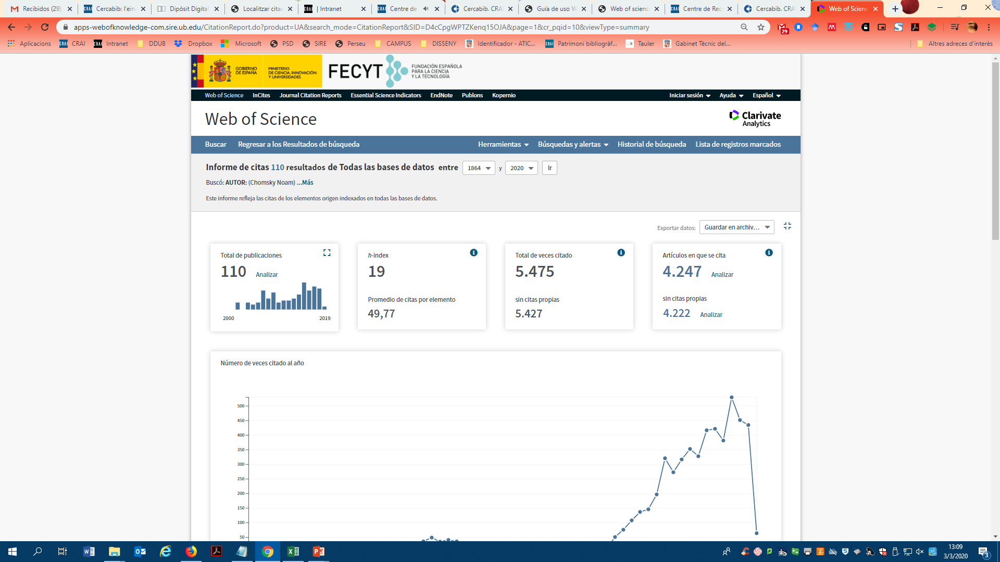 Recibidos (29)
Cercabib: l'ein
Dipòsit Digital
Localitzar citac
CRAI
| Intranet
CRAI
Centre de
Cercabib. CRA
Guía de uso W
Web of scienc
Centre de Rec
Cercabib. CRA
Web of Scienc
apps-webofknowledge-com.sire.ub.edu/CitationReport.do?product=UA&search_mode=CitationReport&SID=D4cCpgWPTZKenq15OJA&page=1&cr_pqid=10&viewType=summary
29
Aplicacions
CRAI
Intranet
DDUB
Dropbox
Microsoft
PSD
SIRE
Perseu
CAMPUS
DISSENY
Identificador - ATIC...
Patrimoni bibliogràf...
Tauler
Gabinet Tècnic del...
Altres adreces d'interès
GOBIERNO
DE ESPAÑA
MINISTERIO
DE CIENCIA, INNOVACIÓN
Y UNIVERSIDADES
FECYT
FUNDACIÓN ESPAÑOLA
PARA LA CIENCIA
Y LA TECNOLOGÍA
Web of Science InCites Journal Citation Reports Essential Science Indicators EndNote Publons Kopernio Iniciar sesión Ayuda Español
Web of Science
Clarivate
Analytics
Buscar Regresar a los Resultados de búsqueda Herramientas Búsquedas y alertas Historial de búsqueda Lista de registros marcados
Informe de citas 110 resultados de Todas las bases de datos entre 1864 y 2020 Ir
Buscó: AUTOR: (Chomsky Noam) ...Más
Este informe refleja las citas de los elementos origen indexados en todas las bases de datos.
Exportar datos: Guardar en archiv...
Total de publicaciones
110 Analizar
2000 2019
h-index
19
Promedio de citas por elemento
49,77
Total de veces citado
5.475
sin citas propias
5.427
Artículos en que se cita
4.247 Analizar
sin citas propias
4.222 Analizar
Número de veces citado al año
500
450
400
350
300
250
200
150
100
50
13:09
3/3/2020
3